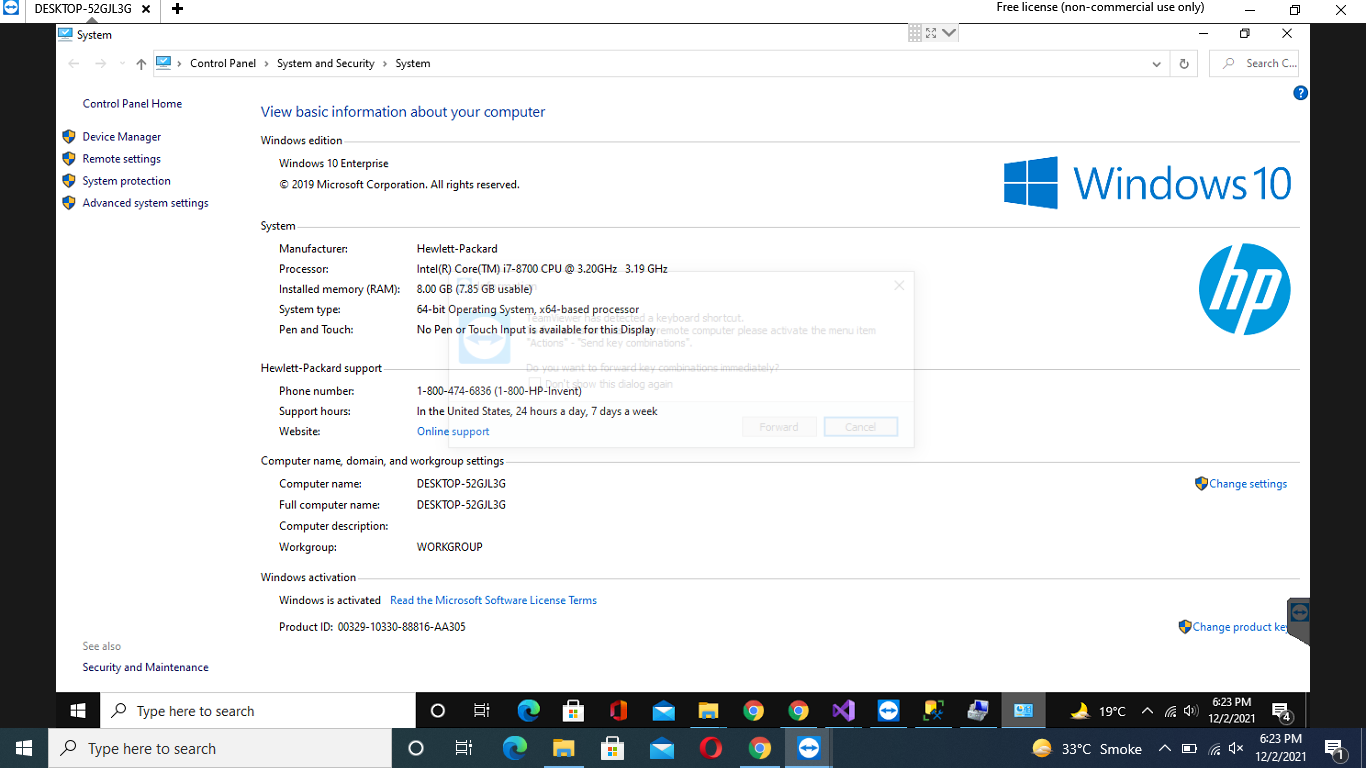 DESKTOP-52GJL3G
Free license (non-commercial use only)
System
Control Panel › System and Security › System
Search C...
Control Panel Home
Device Manager
Remote settings
System protection
Advanced system settings
View basic information about your computer
Windows edition
Windows 10 Enterprise
© 2019 Microsoft Corporation. All rights reserved.
Windows 10
System
Manufacturer: Hewlett-Packard
Processor: Intel(R) Core(TM) i7-8700 CPU @ 3.20GHz 3.19 GHz
Installed memory (RAM): 8.00 GB (7.85 GB usable)
System type: 64-bit Operating System, x64-based processor
Pen and Touch: No Pen or Touch Input is available for this Display
hp
TeamViewer has detected a keyboard shortcut.
remote computer please activate the menu item
"Actions" - "Send key combinations".
Do you want to forward key combinations immediately?
Don't show this dialog again
Forward Cancel
Hewlett-Packard support
Phone number: 1-800-474-6836 (1-800-HP-Invent)
Support hours: In the United States, 24 hours a day, 7 days a week
Website: Online support
Computer name, domain, and workgroup settings
Computer name: DESKTOP-52GJL3G
Change settings
Full computer name: DESKTOP-52GJL3G
Computer description:
Workgroup: WORKGROUP
Windows activation
Windows is activated Read the Microsoft Software License Terms
Product ID: 00329-10330-88816-AA305
Change product key
See also
Security and Maintenance
Type here to search
19°C
6:23 PM
12/2/2021
4
Type here to search
33°C Smoke
6:23 PM
12/2/2021
1